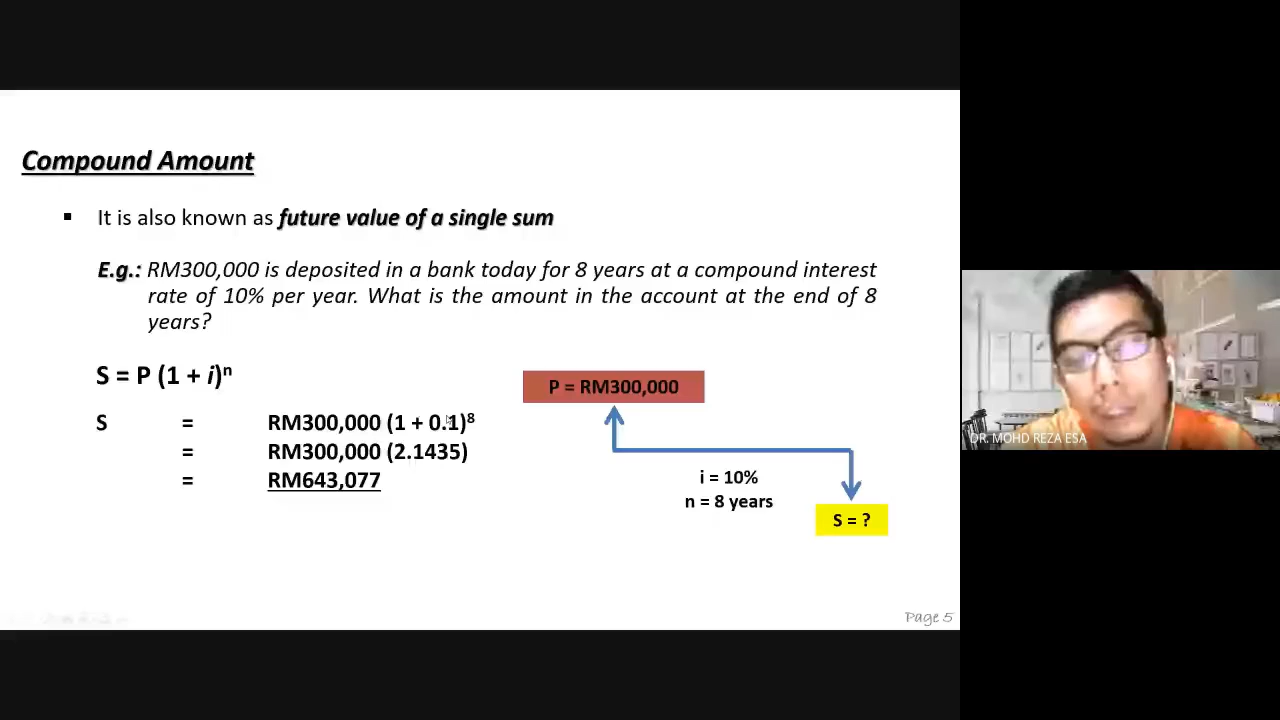 Compound Amount
▪ It is also known as future value of a single sum
E.g.: RM300,000 is deposited in a bank today for 8 years at a compound interest
rate of 10% per year. What is the amount in the account at the end of 8
years?
S = P (1 + i)ⁿ
S = RM300,000 (1 + 0.1)⁸
= RM300,000 (2.1435)
= RM643,077
P = RM300,000
i = 10%
n = 8 years
S = ?
Page 5
DR. MOHD REZA ESA